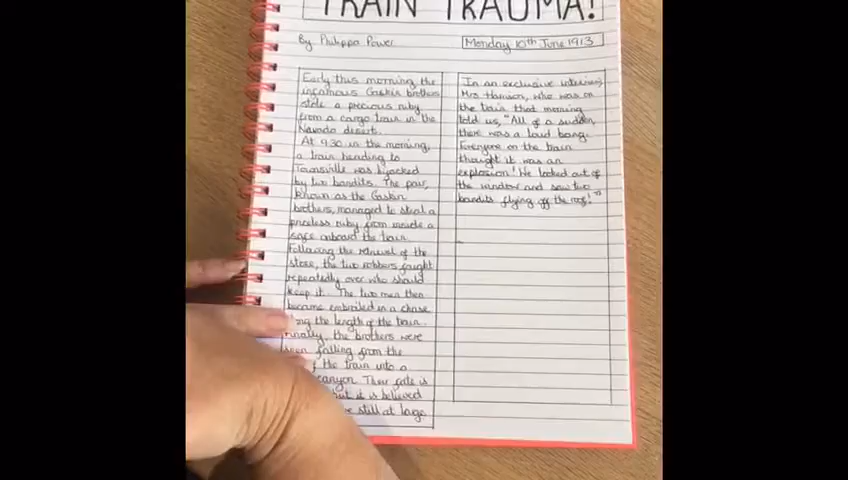 TRAIN TRAUMA!
By Philippa Power
Monday 10th June 1913
Early this morning the
infamous Gaskin brothers
stole a precious ruby
from a cargo train in the
Nevada desert.
At 9:30 in the morning,
a train heading to
Townsville was hijacked
by two bandits. The pair,
known as the Gaskin
brothers, managed to steal a
priceless ruby from inside a
safe onboard the train.
Following the removal of the
stone, the two robbers fought
repeatedly over who should
keep it. The two men then
became embroiled in a chase
the length of the train.
Finally, the brothers were
seen falling from the
the train into a
canyon. Their fate is
but it is believed
still at large.
In an exclusive interview,
Mrs Harrison, who was on
the train that morning
told us, "All of a sudden,
there was a loud bang.
Everyone on the train
thought it was an
explosion! We looked out of
the window and saw two
bandits flying off the roof!"